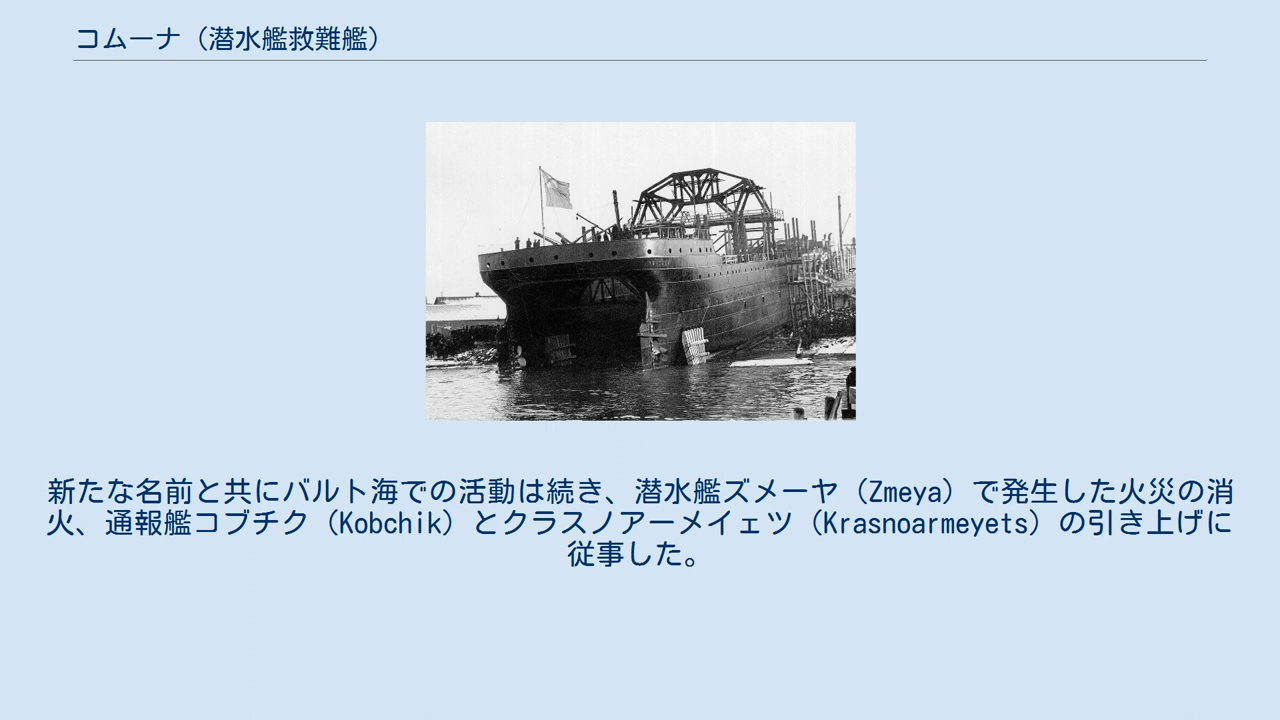 コムーナ（潜水艦救難艦）
新たな名前と共にバルト海での活動は続き、潜水艦ズメーヤ（Zmeya）で発生した火災の消
火、通報艦コブチク（Kobchik）とクラスノアーメイェツ（Krasnoarmeyets）の引き上げに
従事した。